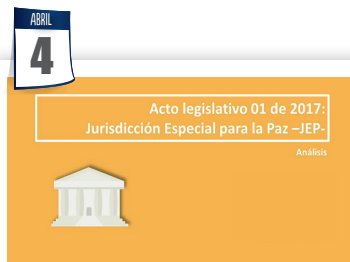 ABRIL
4
Acto legislativo 01 de 2017:
Jurisdicción Especial para la Paz –JEP-
Análisis